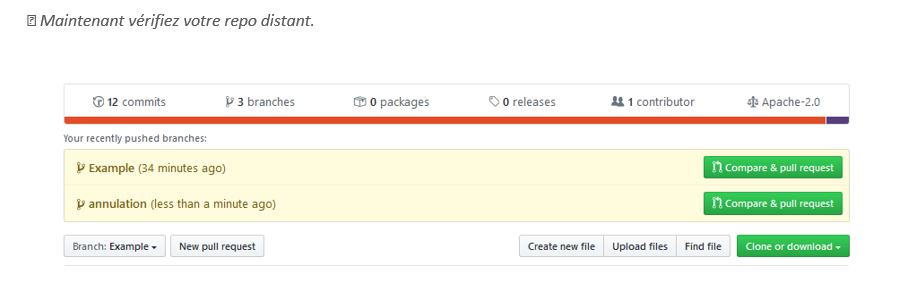 Maintenant vérifiez votre repo distant.
12 commits 3 branches 0 packages 0 releases 1 contributor Apache-2.0
Your recently pushed branches:
Example (34 minutes ago) Compare & pull request
annulation (less than a minute ago) Compare & pull request
Branch: Example New pull request Create new file Upload files Find file Clone or download